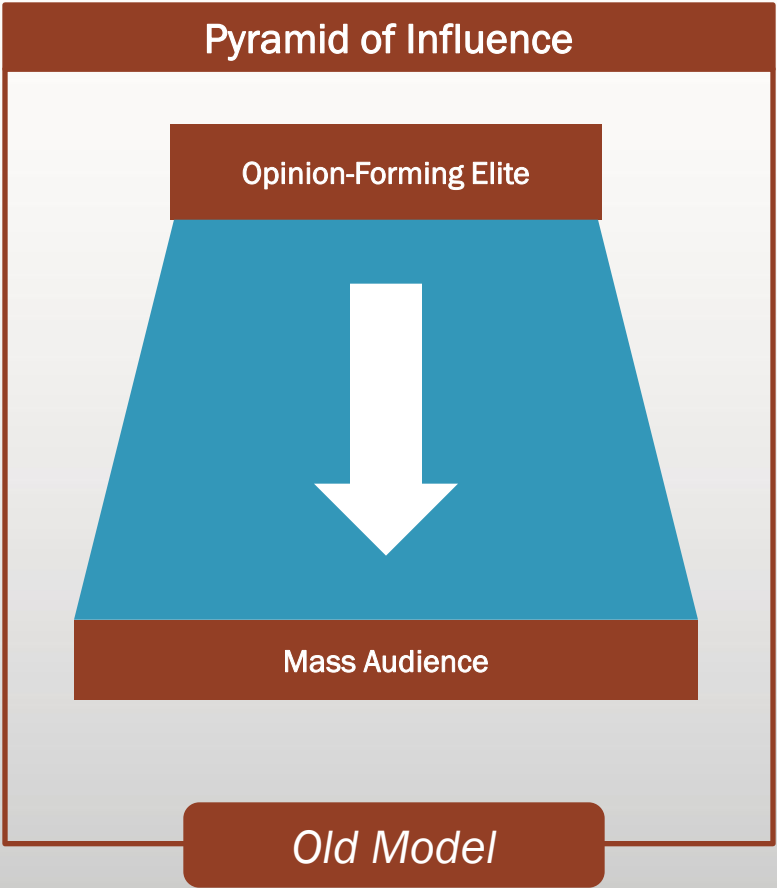 Pyramid of Influence
Opinion-Forming Elite
Mass Audience
Old Model